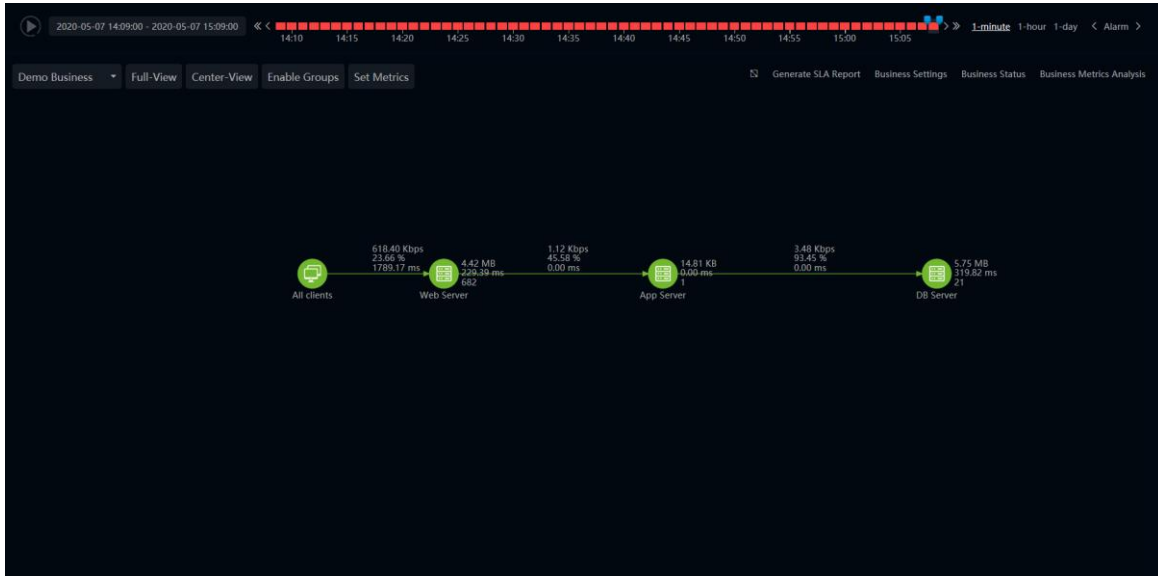 2020-05-07 14:09:00 - 2020-05-07 15:09:00 « < > » 1-minute 1-hour 1-day < Alarm >
14:10 14:15 14:20 14:25 14:30 14:35 14:40 14:45 14:50 14:55 15:00 15:05
Demo Business Full-View Center-View Enable Groups Set Metrics Generate SLA Report Business Settings Business Status Business Metrics Analysis
618.40 Kbps
23.66 %
1789.17 ms
4.42 MB
229.39 ms
682
1.12 Kbps
45.58 %
0.00 ms
14.81 KB
0.00 ms
1
3.48 Kbps
93.45 %
0.00 ms
5.75 MB
319.82 ms
21
All clients Web Server App Server DB Server